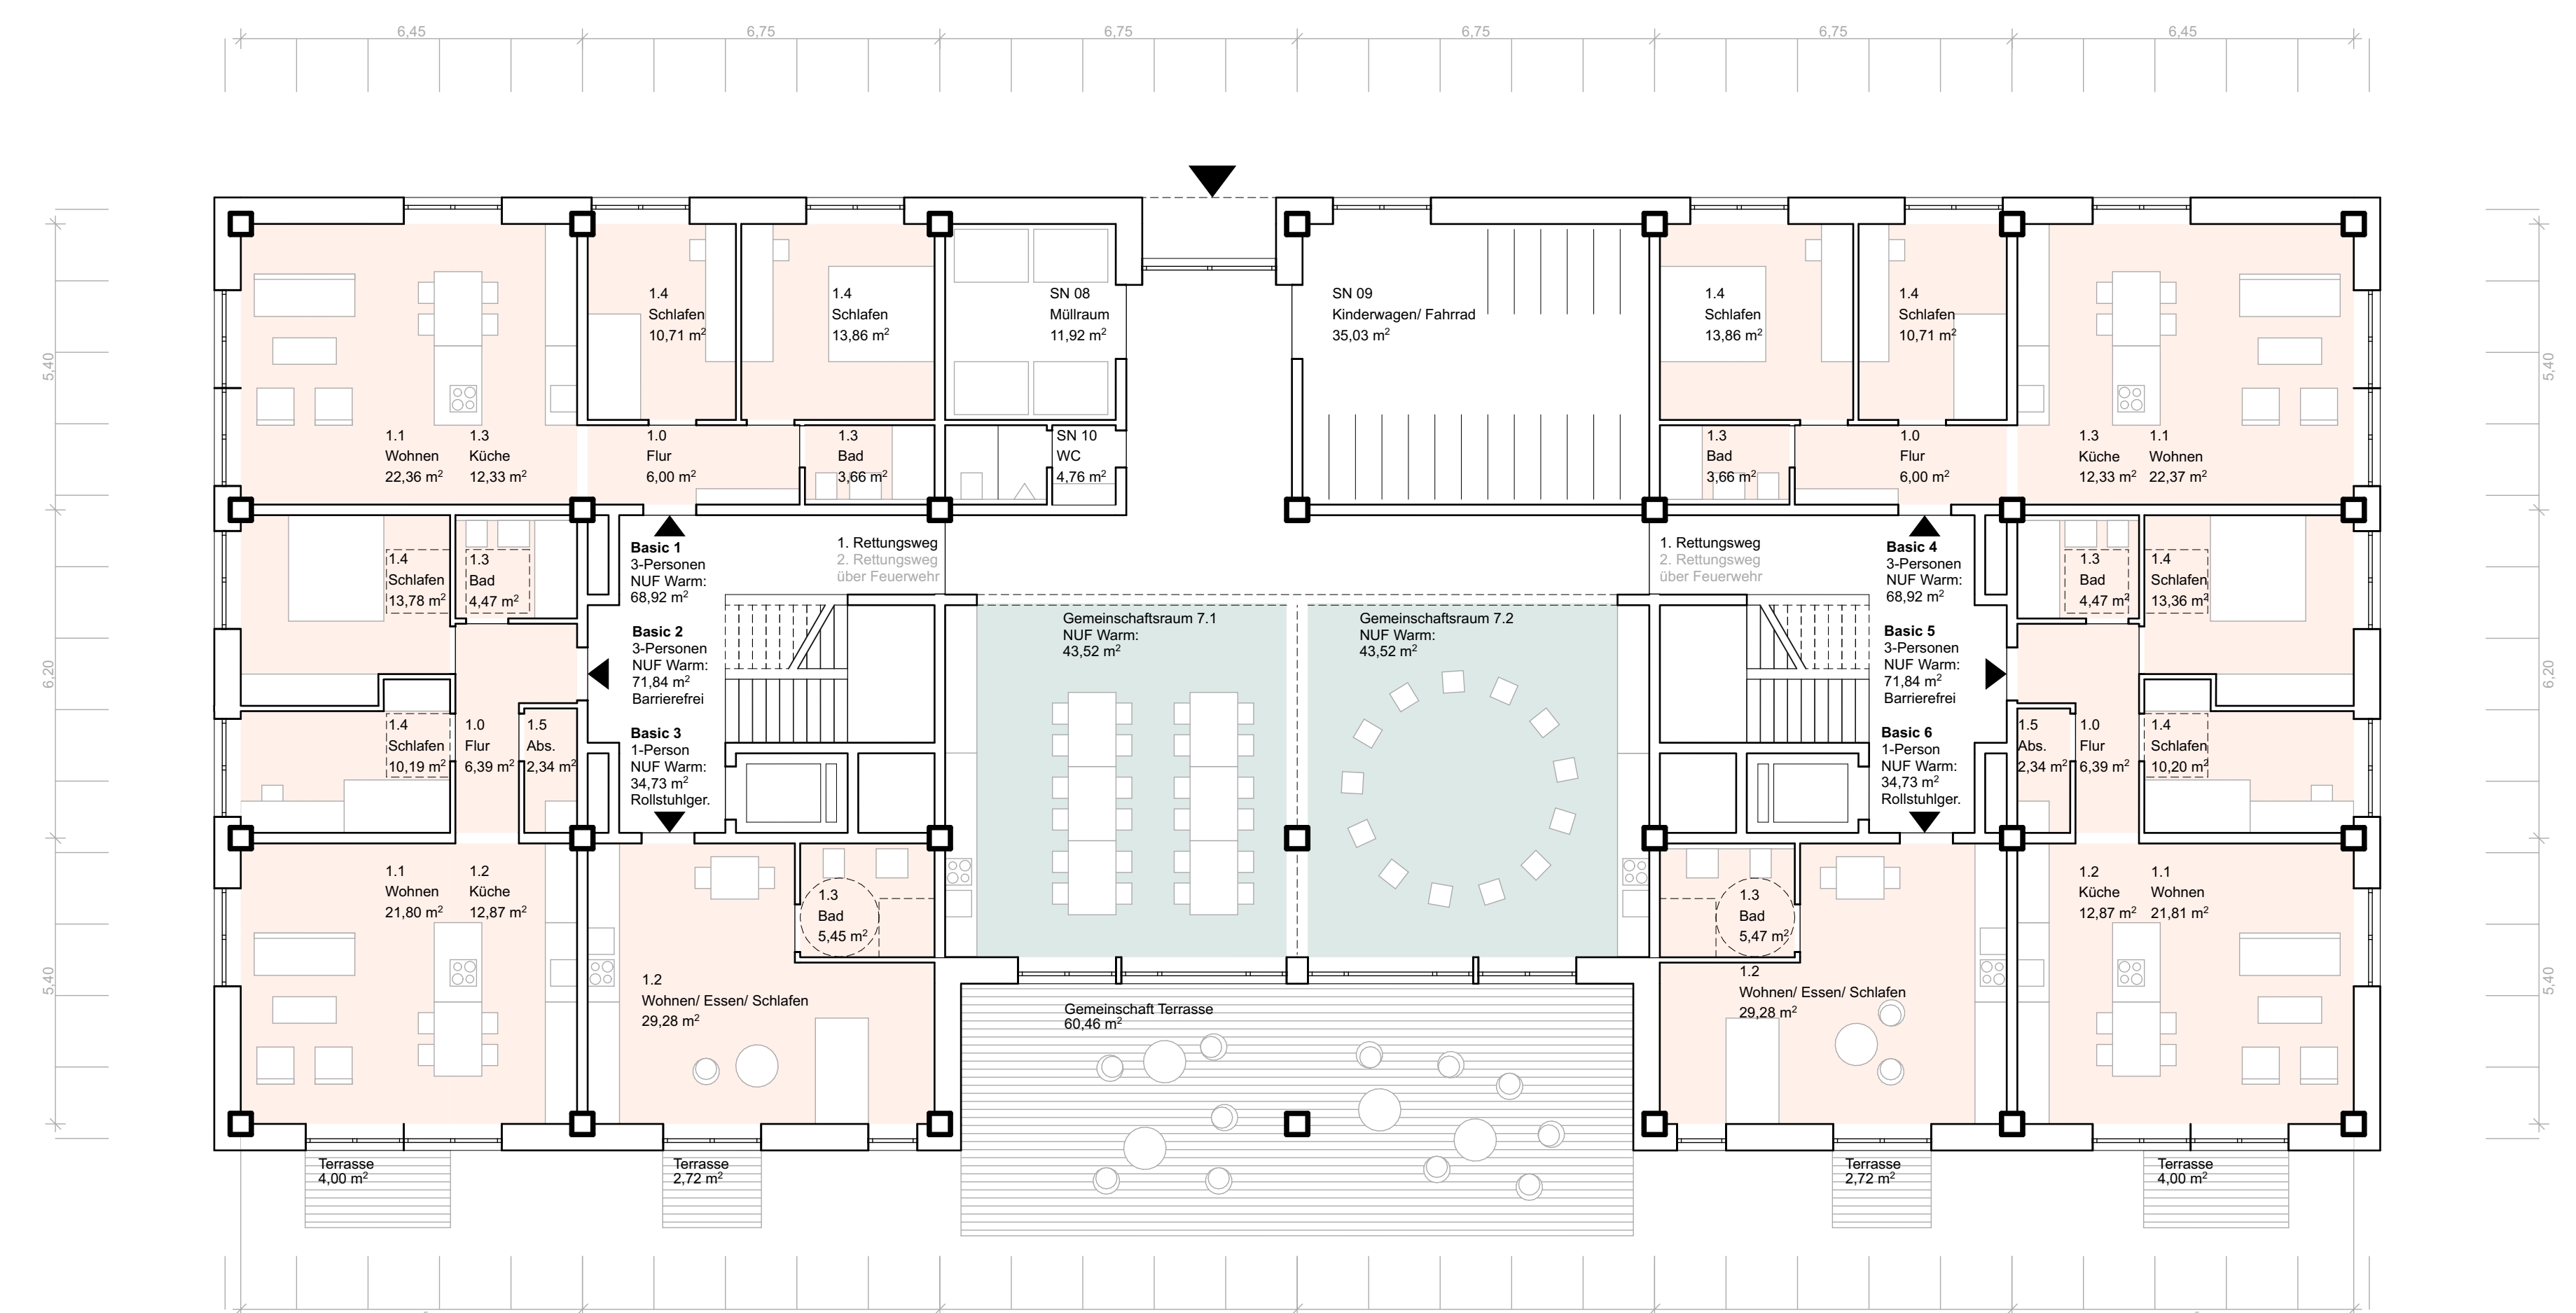 6,45
6,75
6,75
6,75
6,75
6,45
5,40
6,20
5,40
5,40
6,20
5,40
1.1
Wohnen
22,36 m²
1.3
Küche
12,33 m²
1.4
Schlafen
10,71 m²
1.4
Schlafen
13,86 m²
1.0
Flur
6,00 m²
1.3
Bad
3,66 m²
SN 08
Müllraum
11,92 m²
SN 10
WC
4,76 m²
SN 09
Kinderwagen/ Fahrrad
35,03 m²
1.4
Schlafen
13,86 m²
1.4
Schlafen
10,71 m²
1.3
Bad
3,66 m²
1.0
Flur
6,00 m²
1.3
Küche
12,33 m²
1.1
Wohnen
22,37 m²
1.4
Schlafen
13,78 m²
1.3
Bad
4,47 m²
1.4
Schlafen
10,19 m²
1.0
Flur
6,39 m²
1.5
Abs.
2,34 m²
Basic 1
3-Personen
NUF Warm:
68,92 m²
Basic 2
3-Personen
NUF Warm:
71,84 m²
Barrierefrei
Basic 3
1-Person
NUF Warm:
34,73 m²
Rollstuhlger.
1. Rettungsweg
2. Rettungsweg
über Feuerwehr
Gemeinschaftsraum 7.1
NUF Warm:
43,52 m²
Gemeinschaftsraum 7.2
NUF Warm:
43,52 m²
1. Rettungsweg
2. Rettungsweg
über Feuerwehr
Basic 4
3-Personen
NUF Warm:
68,92 m²
Basic 5
3-Personen
NUF Warm:
71,84 m²
Barrierefrei
Basic 6
1-Person
NUF Warm:
34,73 m²
Rollstuhlger.
1.3
Bad
4,47 m²
1.4
Schlafen
13,36 m²
1.5
Abs.
2,34 m²
1.0
Flur
6,39 m²
1.4
Schlafen
10,20 m²
1.1
Wohnen
21,80 m²
1.2
Küche
12,87 m²
1.3
Bad
5,45 m²
1.2
Wohnen/ Essen/ Schlafen
29,28 m²
Gemeinschaft Terrasse
60,46 m²
1.3
Bad
5,47 m²
1.2
Wohnen/ Essen/ Schlafen
29,28 m²
1.2
Küche
12,87 m²
1.1
Wohnen
21,81 m²
Terrasse
4,00 m²
Terrasse
2,72 m²
Terrasse
2,72 m²
Terrasse
4,00 m²